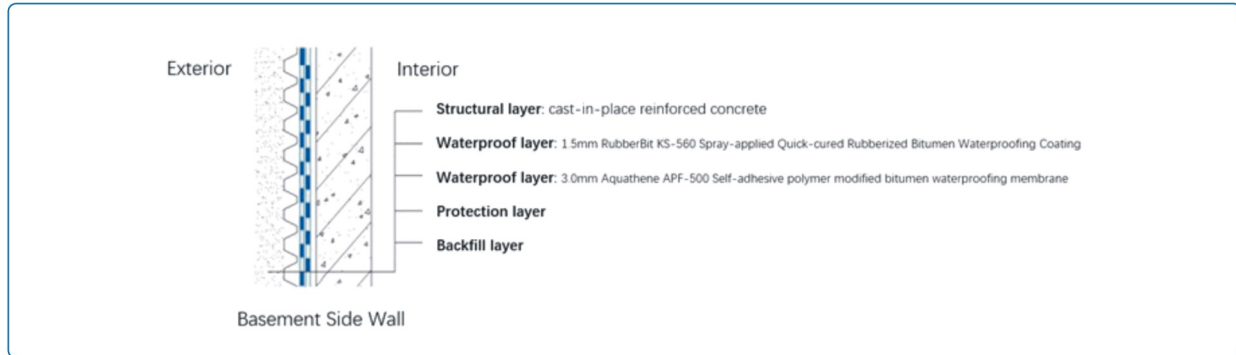 Exterior
Interior
Structural layer: cast-in-place reinforced concrete
Waterproof layer: 1.5mm RubberBit KS-560 Spray-applied Quick-cured Rubberized Bitumen Waterproofing Coating
Waterproof layer: 3.0mm Aquathene APF-500 Self-adhesive polymer modified bitumen waterproofing membrane
Protection layer
Backfill layer
Basement Side Wall